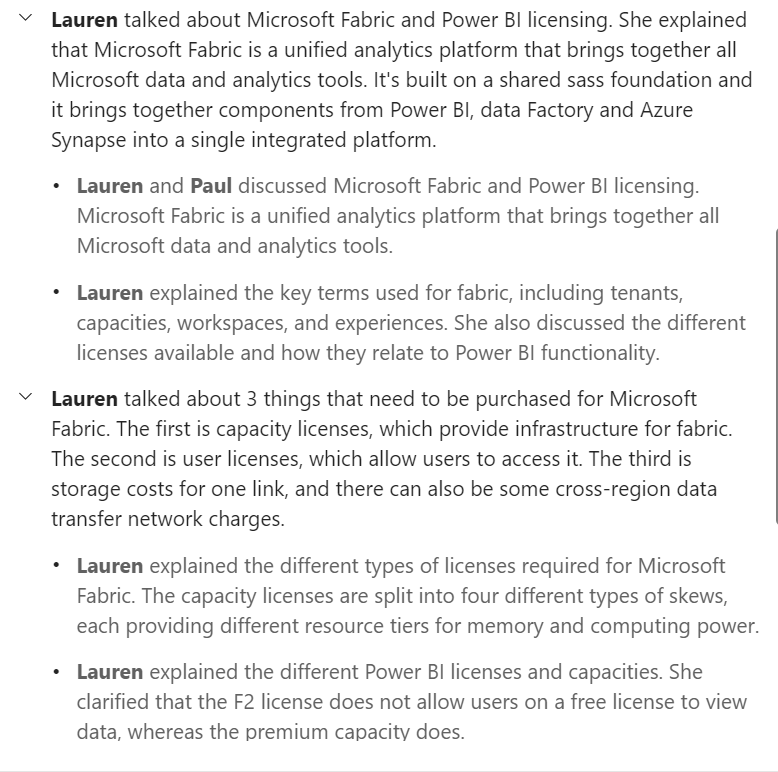 Lauren talked about Microsoft Fabric and Power BI licensing. She explained
that Microsoft Fabric is a unified analytics platform that brings together all
Microsoft data and analytics tools. It's built on a shared sass foundation and
it brings together components from Power BI, data Factory and Azure
Synapse into a single integrated platform.
• Lauren and Paul discussed Microsoft Fabric and Power BI licensing.
Microsoft Fabric is a unified analytics platform that brings together all
Microsoft data and analytics tools.
• Lauren explained the key terms used for fabric, including tenants,
capacities, workspaces, and experiences. She also discussed the different
licenses available and how they relate to Power BI functionality.
Lauren talked about 3 things that need to be purchased for Microsoft
Fabric. The first is capacity licenses, which provide infrastructure for fabric.
The second is user licenses, which allow users to access it. The third is
storage costs for one link, and there can also be some cross-region data
transfer network charges.
• Lauren explained the different types of licenses required for Microsoft
Fabric. The capacity licenses are split into four different types of skews,
each providing different resource tiers for memory and computing power.
• Lauren explained the different Power BI licenses and capacities. She
clarified that the F2 license does not allow users on a free license to view
data, whereas the premium capacity does.